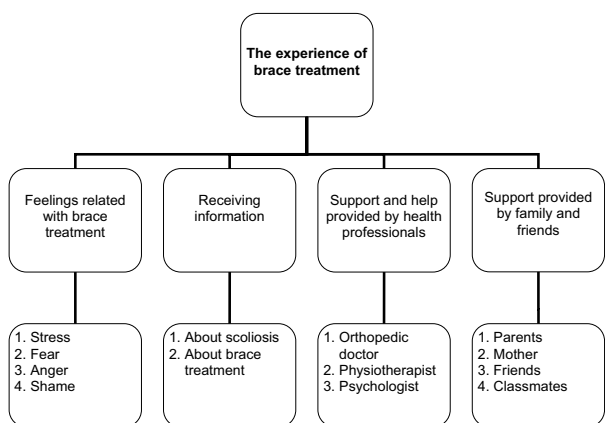 The experience of
brace treatment
Feelings related
with brace
treatment
Receiving
information
Support and help
provided by health
professionals
Support provided
by family and
friends
1. Stress
2. Fear
3. Anger
4. Shame
1. About scoliosis
2. About brace
treatment
1. Orthopedic
doctor
2. Physiotherapist
3. Psychologist
1. Parents
2. Mother
3. Friends
4. Classmates